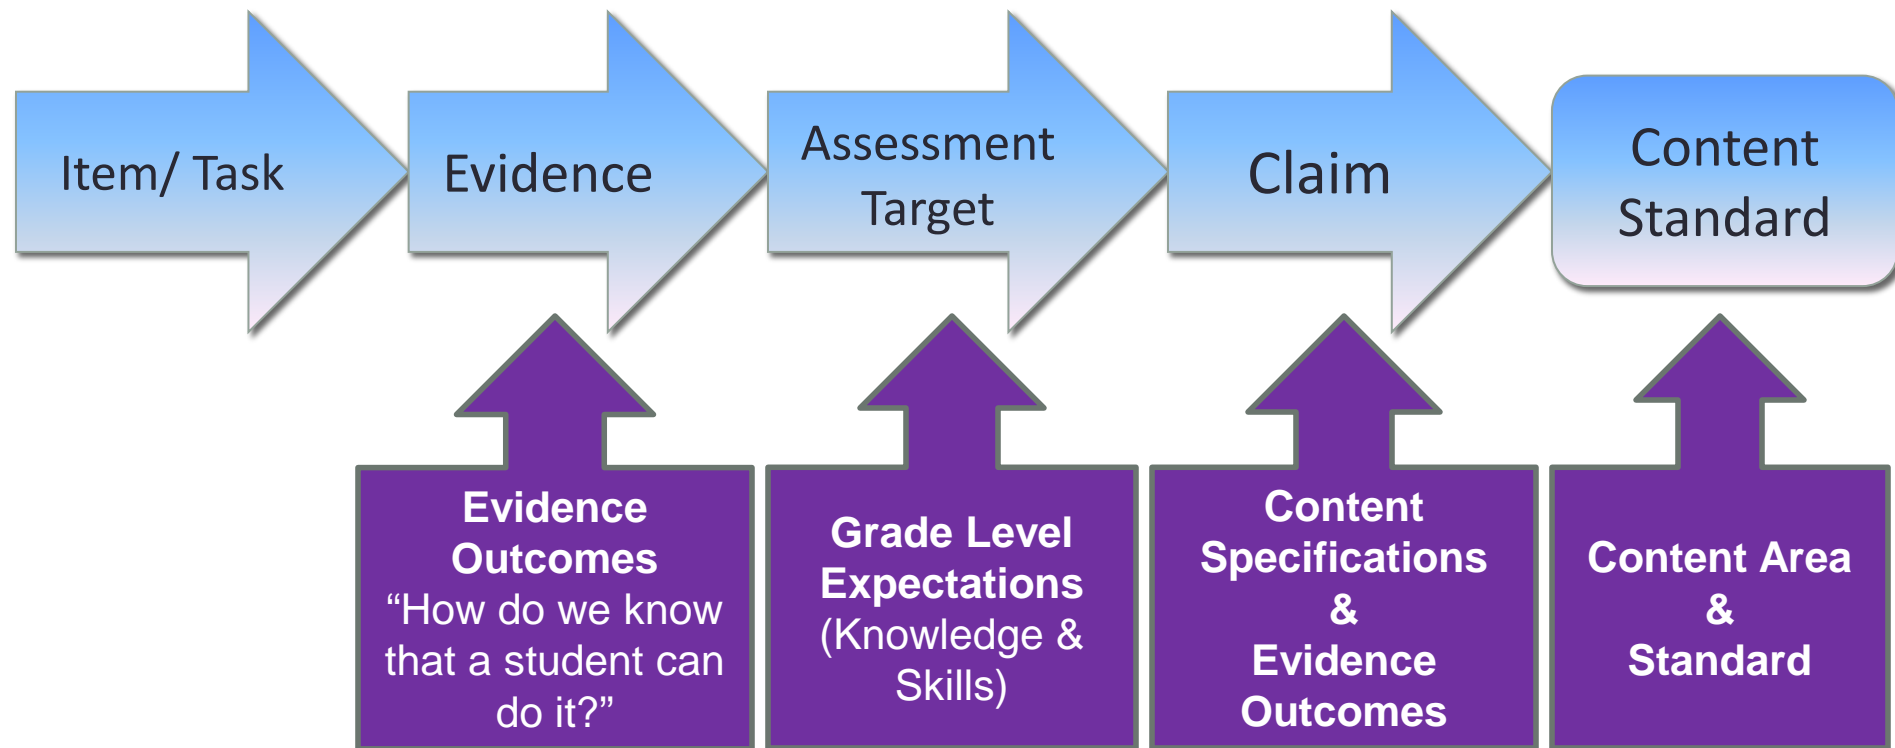 Item/ Task
Evidence
Assessment
Target
Claim
Content
Standard
Evidence
Outcomes
“How do we know
that a student can
do it?”
Grade Level
Expectations
(Knowledge &
Skills)
Content
Specifications
&
Evidence
Outcomes
Content Area
&
Standard